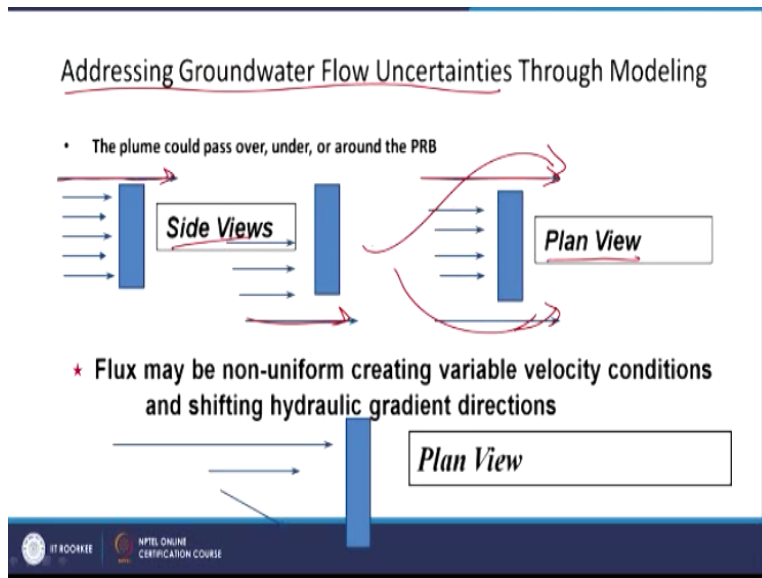 Addressing Groundwater Flow Uncertainties Through Modeling
• The plume could pass over, under, or around the PRB
Side Views
Plan View
★ Flux may be non-uniform creating variable velocity conditions
and shifting hydraulic gradient directions
Plan View
IIT ROORKEE
NPTEL ONLINE
CERTIFICATION COURSE